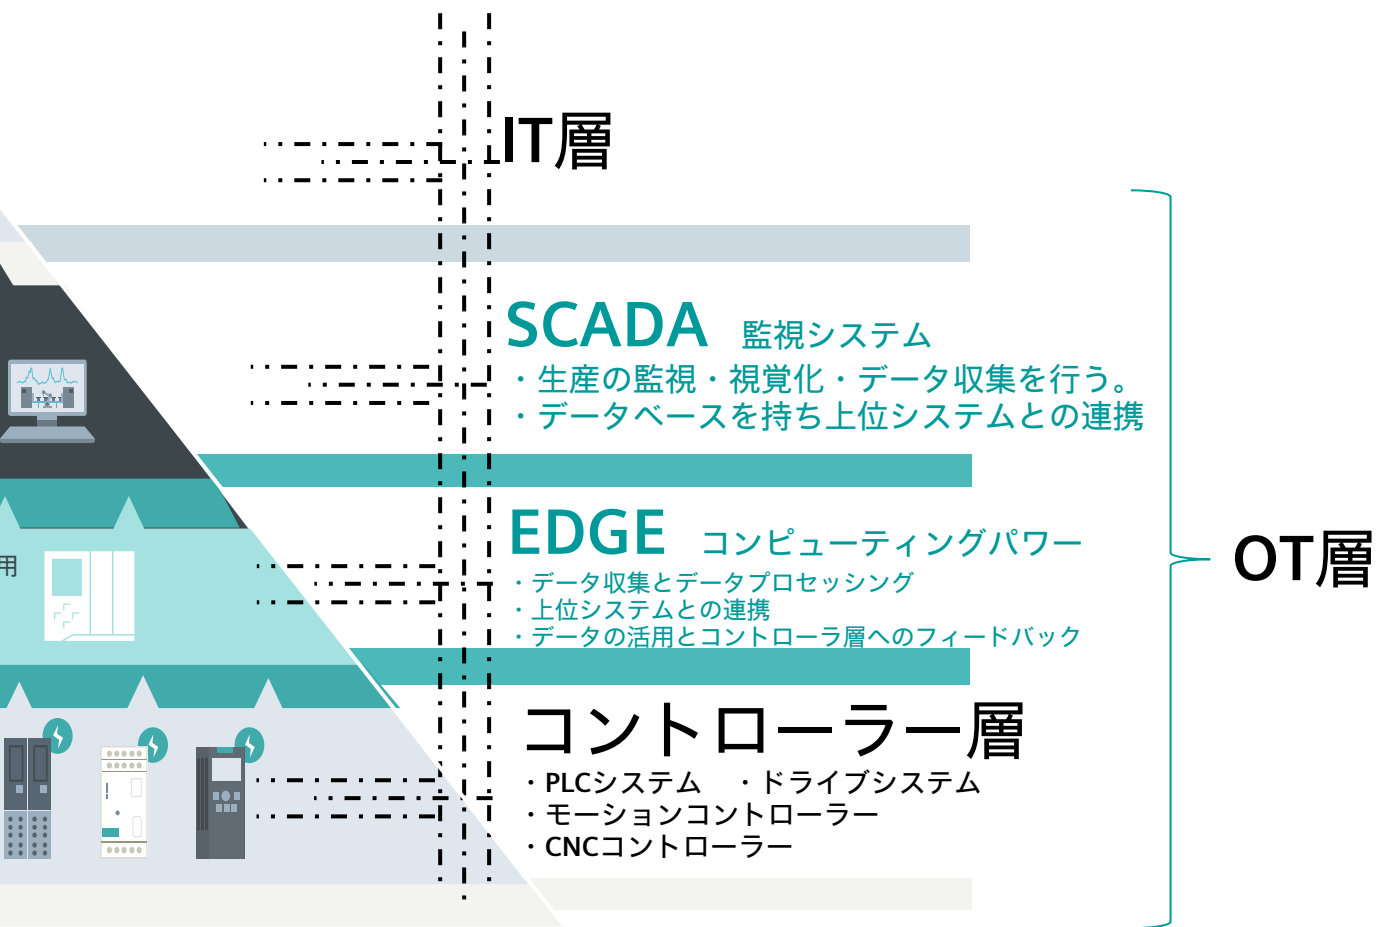 IT層
SCADA 監視システム
・生産の監視・視覚化・データ収集を行う。
・データベースを持ち上位システムとの連携
EDGE コンピューティングパワー
・データ収集とデータプロセッシング
・上位システムとの連携
・データの活用とコントローラ層へのフィードバック
用
OT層
コントローラー層
・PLCシステム ・ドライブシステム
・モーションコントローラー
・CNCコントローラー